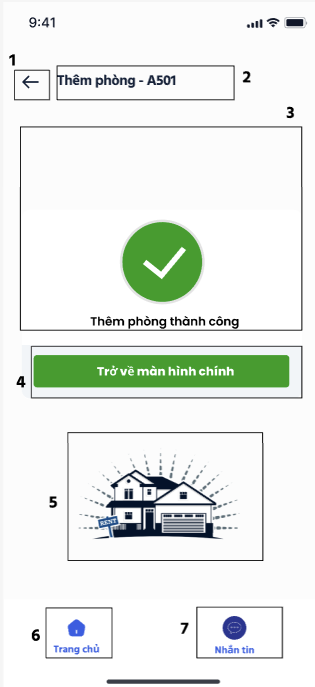 9:41
1
Thêm phòng - A501
2
3
Thêm phòng thành công
4
Trở về màn hình chính
5
RENT
6
Trang chủ
7
Nhắn tin